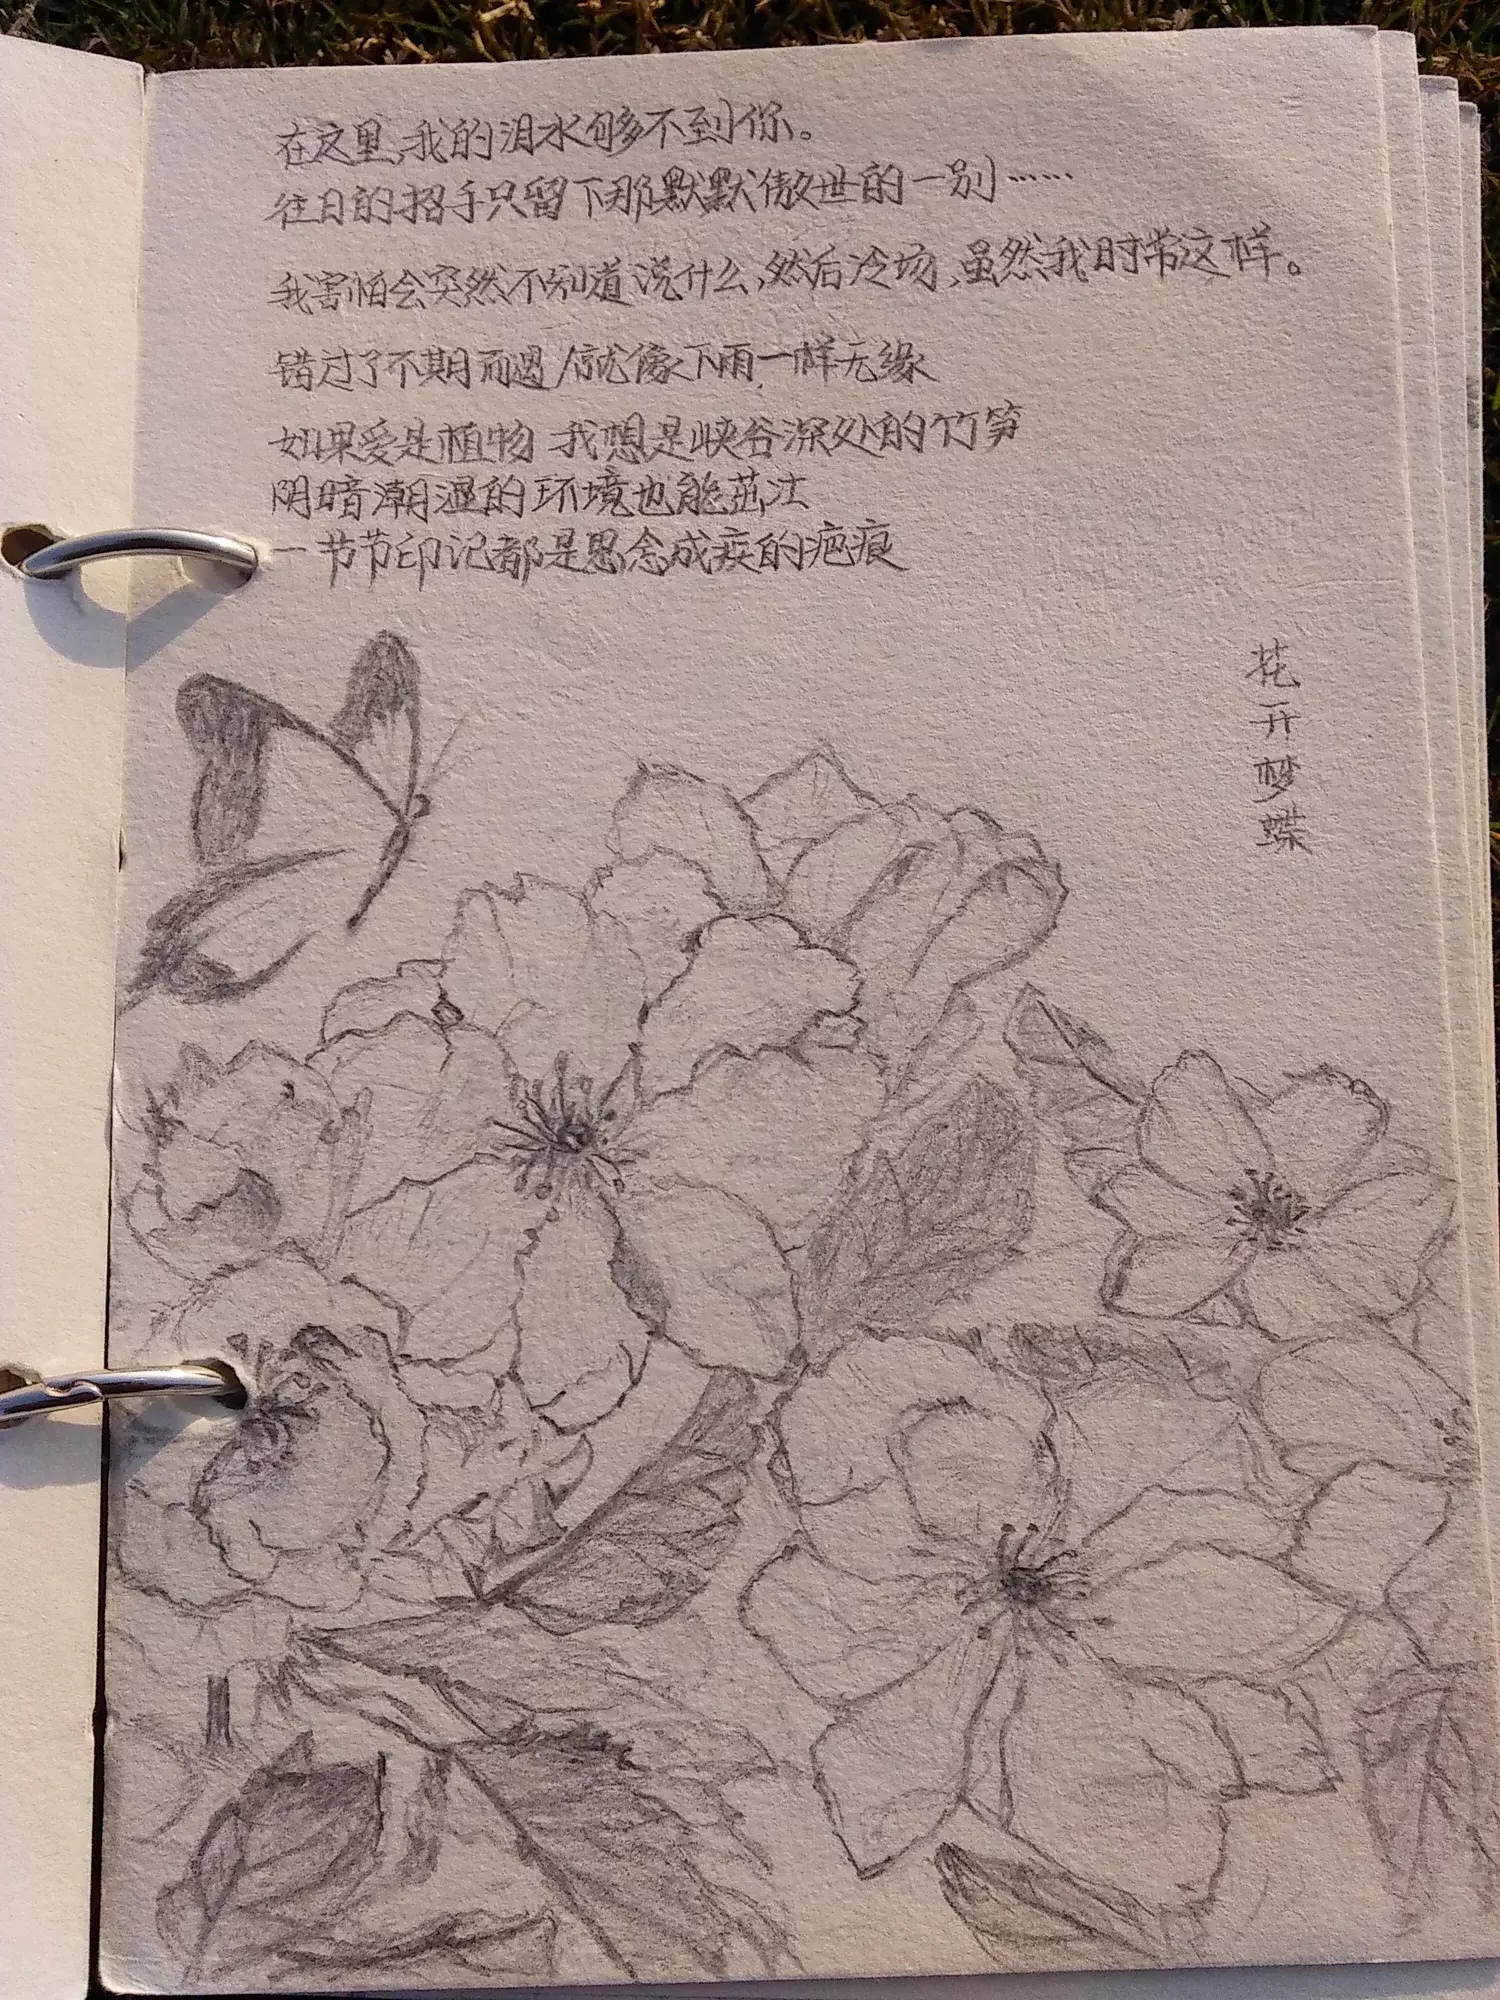 在这里,我的泪水够不到你。
往日的招手只留下那默默傲世的一别……
我害怕会突然不知道说什么,然后冷场,虽然我时常这样。
错过了不期而遇/就像下雨一样无缘
如果爱是植物 我想是峡谷深处的竹笋
阴暗潮湿的环境也能茁壮
一节节印记都是思念成疾的疤痕
花开梦蝶